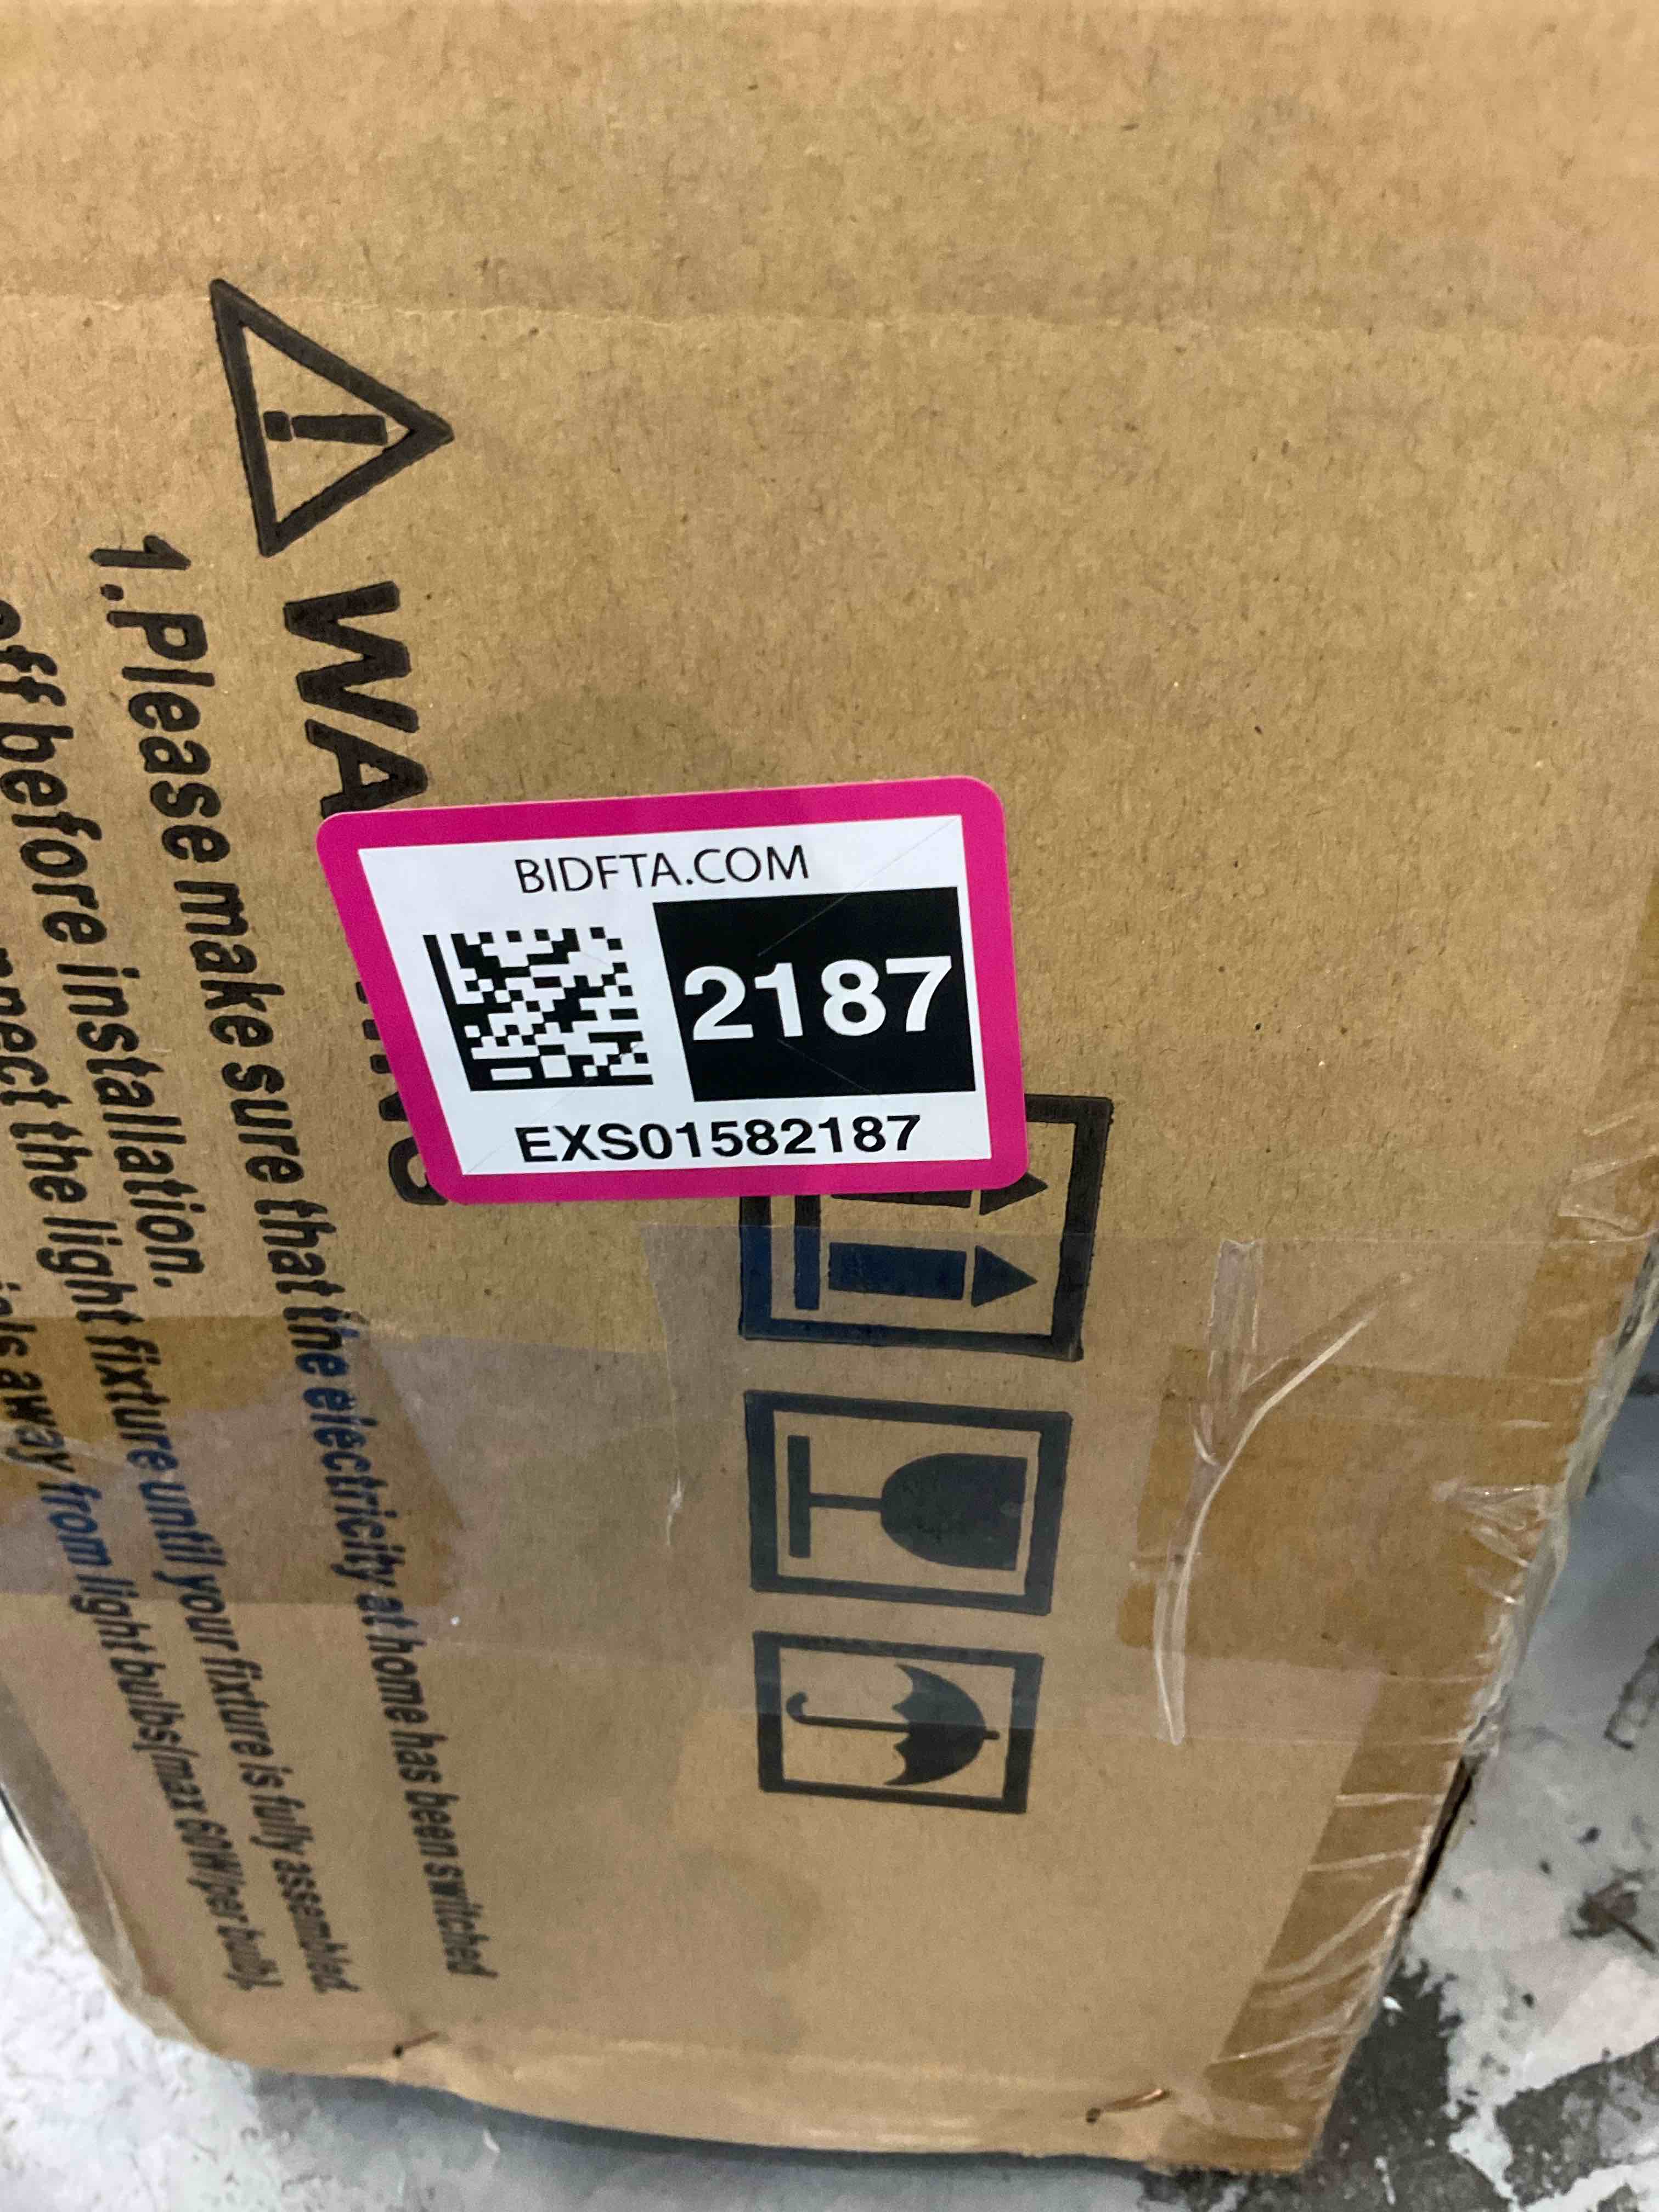 BIDFTA.COM
2187
EXS01582187
WA
1.Please make sure that the electricity at home has been switched
off before installation.
the light fixture until your fixture is fully assembled
away from light bulbs(max 60W/per bulb).